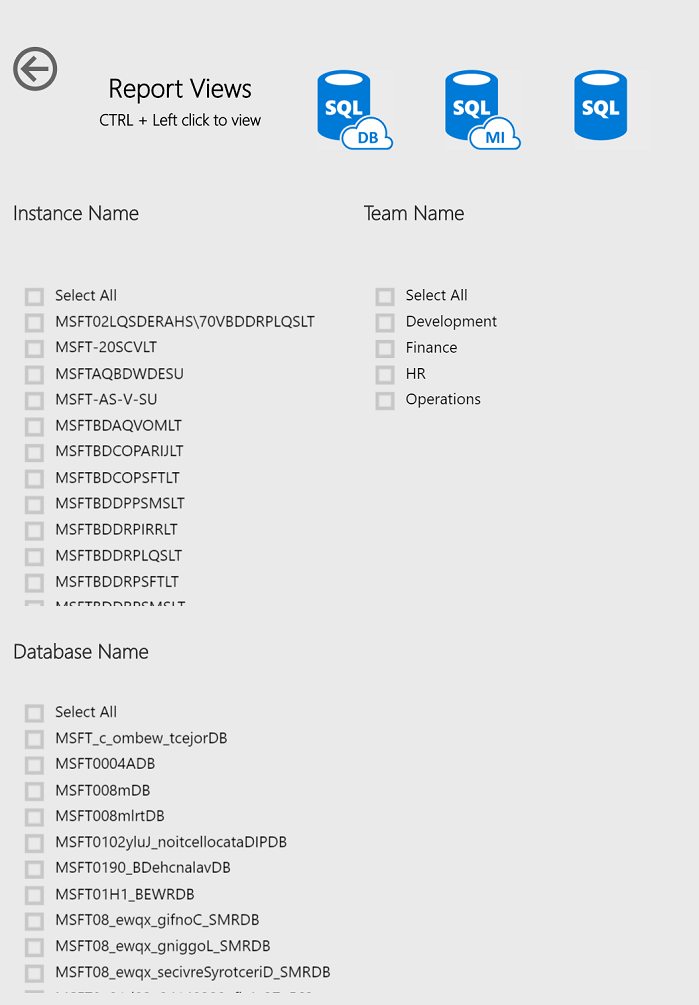 Report Views
CTRL + Left click to view
SQL
DB
SQL
MI
SQL
Instance Name
Select All
MSFT02LQSDERAHS\70VBDDRPLQSLT
MSFT-20SCVLT
MSFTAQBDWDESU
MSFT-AS-V-SU
MSFTBDAQVOMLT
MSFTBDCOPARIJLT
MSFTBDCOPSFTLT
MSFTBDDPPSMSLT
MSFTBDDRPIRRLT
MSFTBDDRPLQSLT
MSFTBDDRPSFTLT
MSFTBDDRPSMSLT
Team Name
Select All
Development
Finance
HR
Operations
Database Name
Select All
MSFT_c_ombew_tcejorDB
MSFT0004ADB
MSFT008mDB
MSFT008mlrtDB
MSFT0102yluJ_noitcellocataDIPDB
MSFT0190_BDehcnalavDB
MSFT01H1_BEWRDB
MSFT08_ewqx_gifnoC_SMRDB
MSFT08_ewqx_gniggoL_SMRDB
MSFT08_ewqx_secivreSyrotceriD_SMRDB